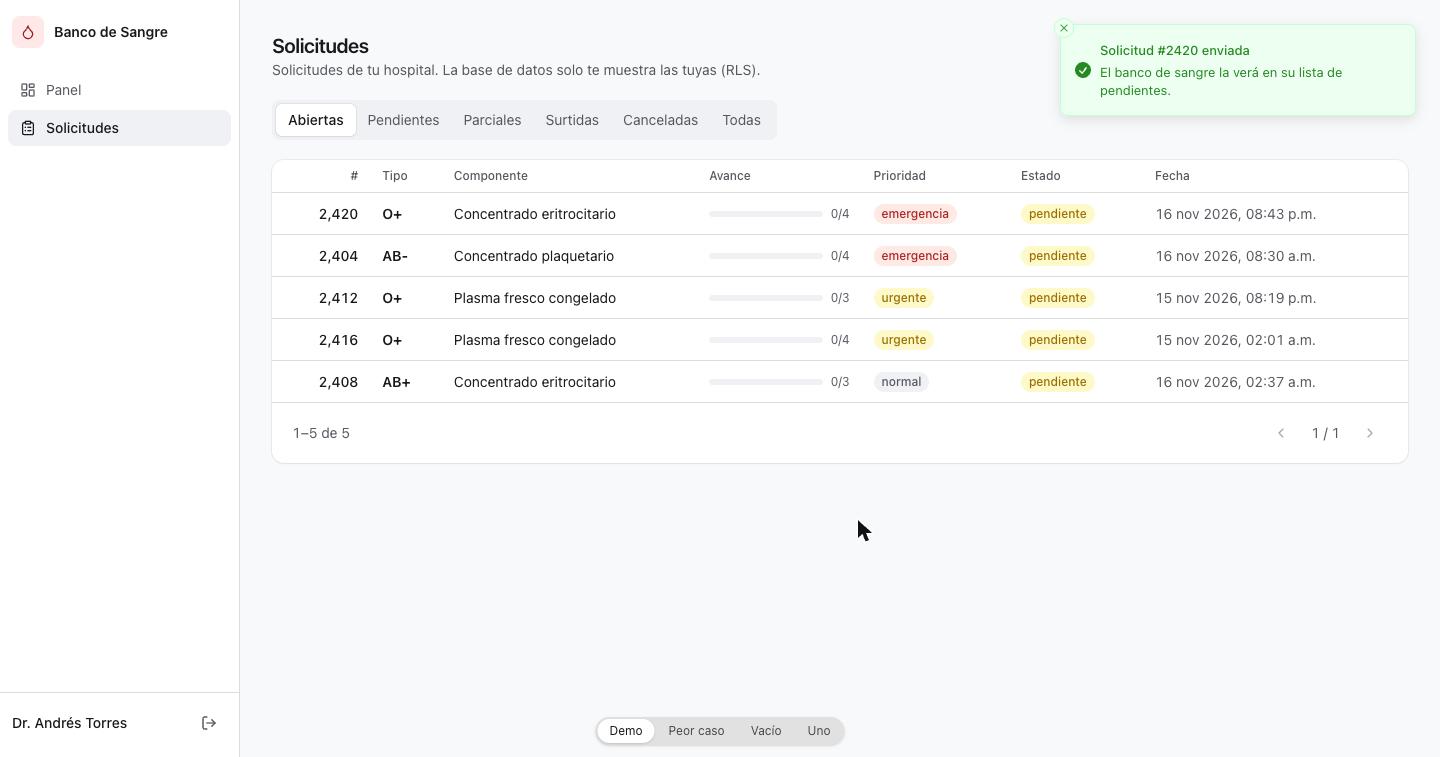 Banco de Sangre
Panel
Solicitudes
Dr. Andrés Torres
Solicitudes
Solicitudes de tu hospital. La base de datos solo te muestra las tuyas (RLS).
Solicitud #2420 enviada
El banco de sangre la verá en su lista de
pendientes.
Abiertas Pendientes Parciales Surtidas Canceladas Todas
# Tipo Componente Avance Prioridad Estado Fecha
2,420 O+ Concentrado eritrocitario 0/4 emergencia pendiente 16 nov 2026, 08:43 p.m.
2,404 AB- Concentrado plaquetario 0/4 emergencia pendiente 16 nov 2026, 08:30 a.m.
2,412 O+ Plasma fresco congelado 0/3 urgente pendiente 15 nov 2026, 08:19 p.m.
2,416 O+ Plasma fresco congelado 0/4 urgente pendiente 15 nov 2026, 02:01 a.m.
2,408 AB+ Concentrado eritrocitario 0/3 normal pendiente 16 nov 2026, 02:37 a.m.
1–5 de 5 1 / 1
Demo Peor caso Vacío Uno